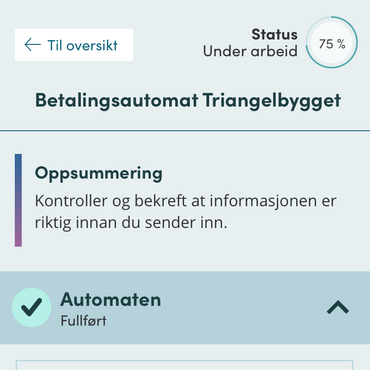 Til oversikt
Status
Under arbeid
75 %
Betalingsautomat Triangelbygget
Oppsummering
Kontroller og bekreft at informasjonen er
riktig innan du sender inn.
Automaten
Fullført